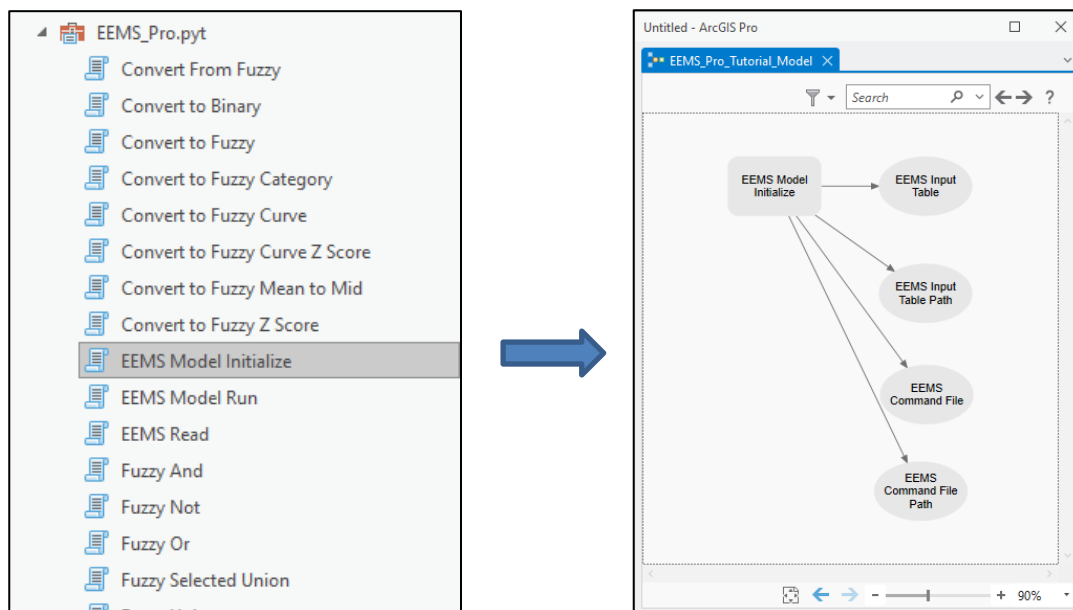 EEMS_Pro.pyt
Convert From Fuzzy
Convert to Binary
Convert to Fuzzy
Convert to Fuzzy Category
Convert to Fuzzy Curve
Convert to Fuzzy Curve Z Score
Convert to Fuzzy Mean to Mid
Convert to Fuzzy Z Score
EEMS Model Initialize
EEMS Model Run
EEMS Read
Fuzzy And
Fuzzy Not
Fuzzy Or
Fuzzy Selected Union
Untitled - ArcGIS Pro
EEMS_Pro_Tutorial_Model
Search
?
EEMS Model
Initialize
EEMS Input
Table
EEMS Input
Table Path
EEMS
Command File
EEMS
Command File
Path
90%